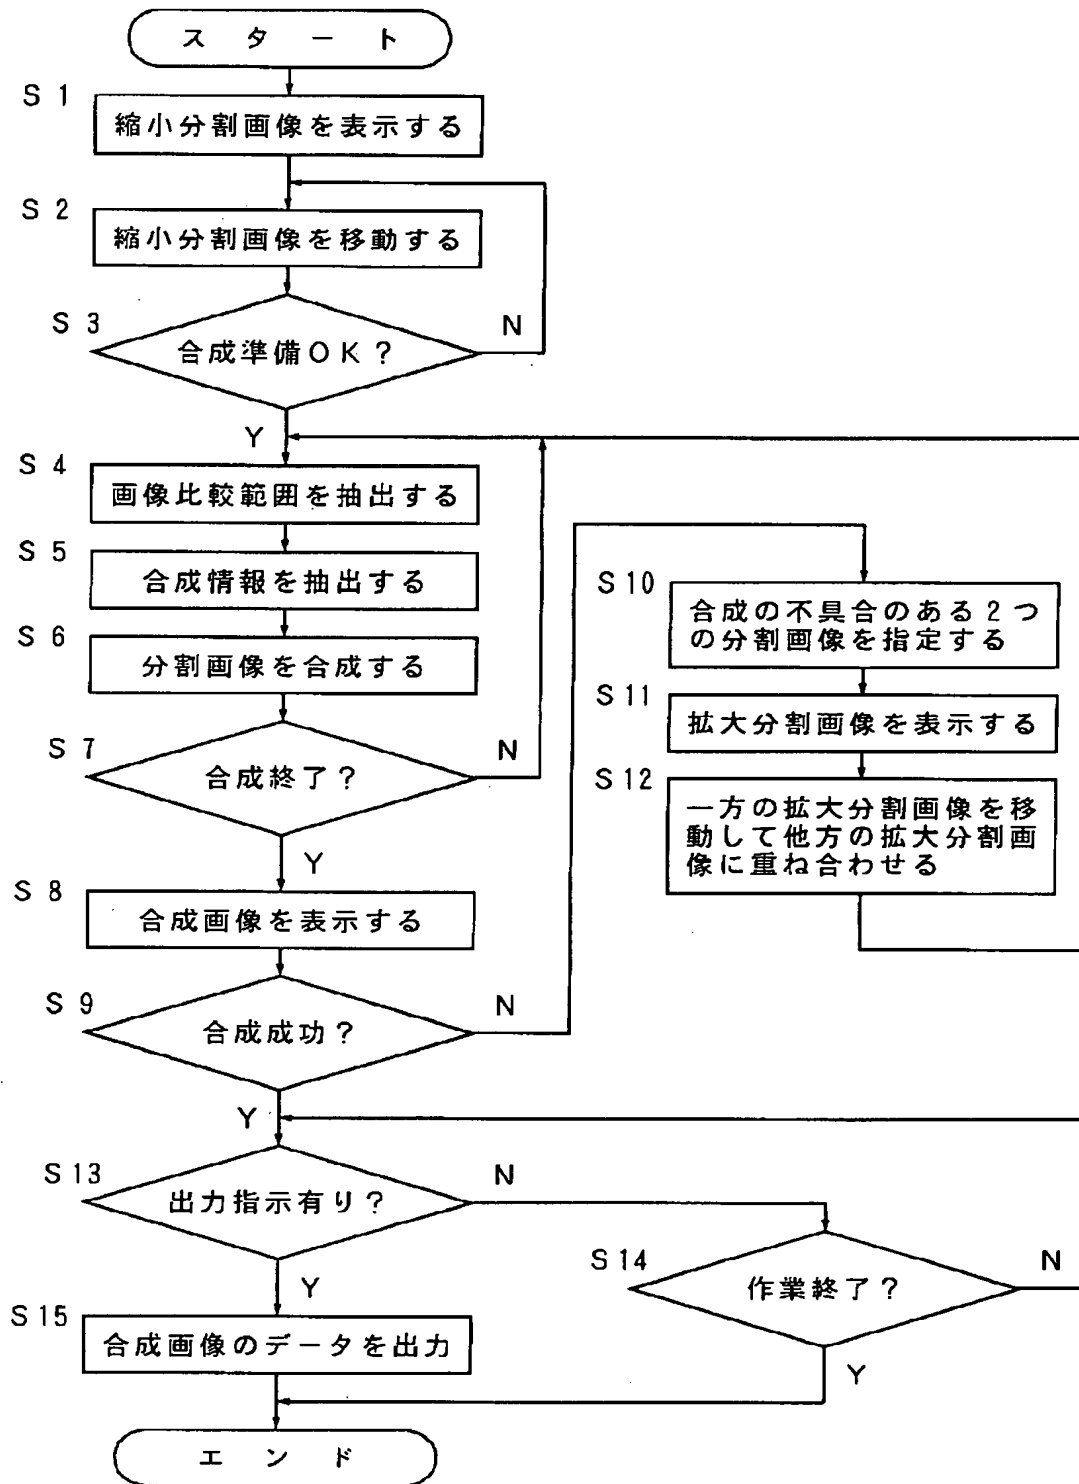 スタート
S1
縮小分割画像を表示する
S2
縮小分割画像を移動する
S3
合成準備OK?
N
Y
S4
画像比較範囲を抽出する
S5
合成情報を抽出する
S6
分割画像を合成する
S7
合成終了?
N
Y
S8
合成画像を表示する
S9
合成成功?
N
Y
S10
合成の不具合のある2つ
の分割画像を指定する
S11
拡大分割画像を表示する
S12
一方の拡大分割画像を移
動して他方の拡大分割画
像に重ね合わせる
S13
出力指示有り?
N
Y
S14
作業終了?
N
Y
S15
合成画像のデータを出力
エンド